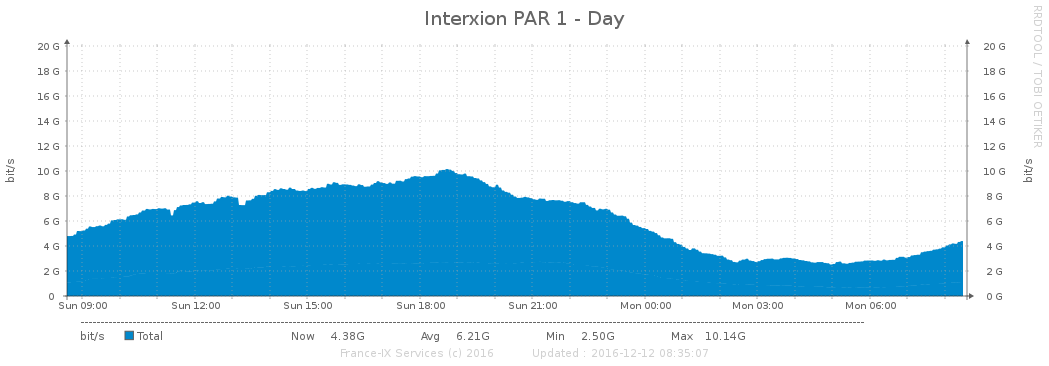 Interxion PAR 1 - Day
RRDTOOL / TOBI OETIKER
20 G 20 G
18 G 18 G
16 G 16 G
14 G 14 G
12 G 12 G
10 G 10 G
8 G 8 G
6 G 6 G
4 G 4 G
2 G 2 G
0 0 G
bit/s bit/s
Sun 09:00 Sun 12:00 Sun 15:00 Sun 18:00 Sun 21:00 Mon 00:00 Mon 03:00 Mon 06:00
bit/s Total Now 4.38G Avg 6.21G Min 2.50G Max 10.14G
France-IX Services (c) 2016 Updated : 2016-12-12 08:35:07